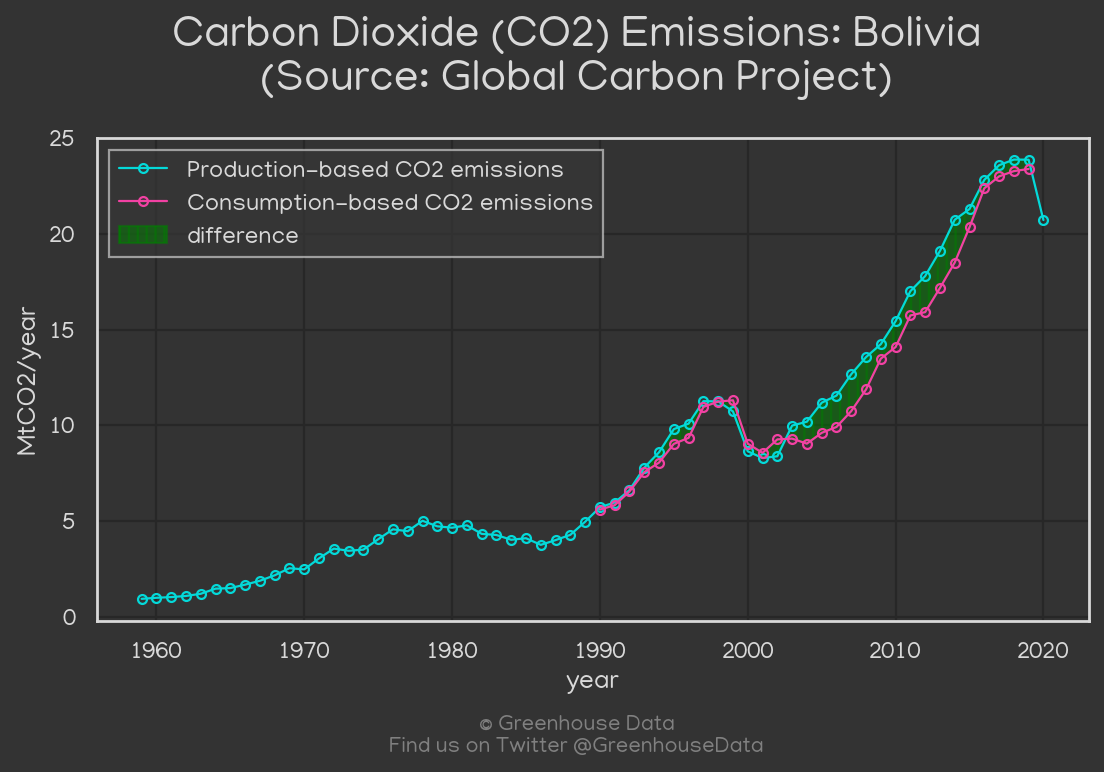 Carbon Dioxide (CO2) Emissions: Bolivia
(Source: Global Carbon Project)
25
Production-based CO2 emissions
Consumption-based CO2 emissions
difference
20
15
10
5
0
MtCO2/year
1960 1970 1980 1990 2000 2010 2020
year
© Greenhouse Data
Find us on Twitter @GreenhouseData